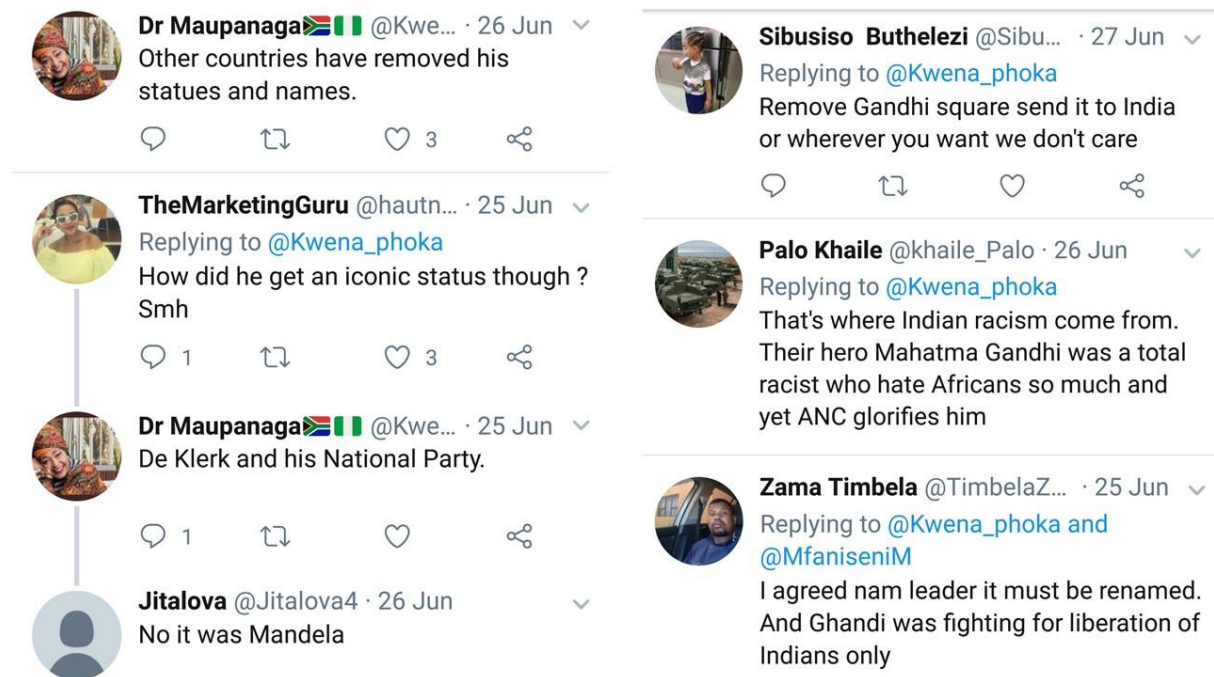 Dr Maupanaga🇿🇦🇳🇬 @Kwe... · 26 Jun
Other countries have removed his
statues and names.
3
TheMarketingGuru @hautn... · 25 Jun
Replying to @Kwena_phoka
How did he get an iconic status though ?
Smh
1 3
Dr Maupanaga🇿🇦🇳🇬 @Kwe... · 25 Jun
De Klerk and his National Party.
1
Jitalova @Jitalova4 · 26 Jun
No it was Mandela
Sibusiso Buthelezi @Sibu... · 27 Jun
Replying to @Kwena_phoka
Remove Gandhi square send it to India
or wherever you want we don't care
Palo Khaile @khaile_Palo · 26 Jun
Replying to @Kwena_phoka
That's where Indian racism come from.
Their hero Mahatma Gandhi was a total
racist who hate Africans so much and
yet ANC glorifies him
Zama Timbela @TimbelaZ... · 25 Jun
Replying to @Kwena_phoka and
@MfaniseniM
I agreed nam leader it must be renamed.
And Ghandi was fighting for liberation of
Indians only